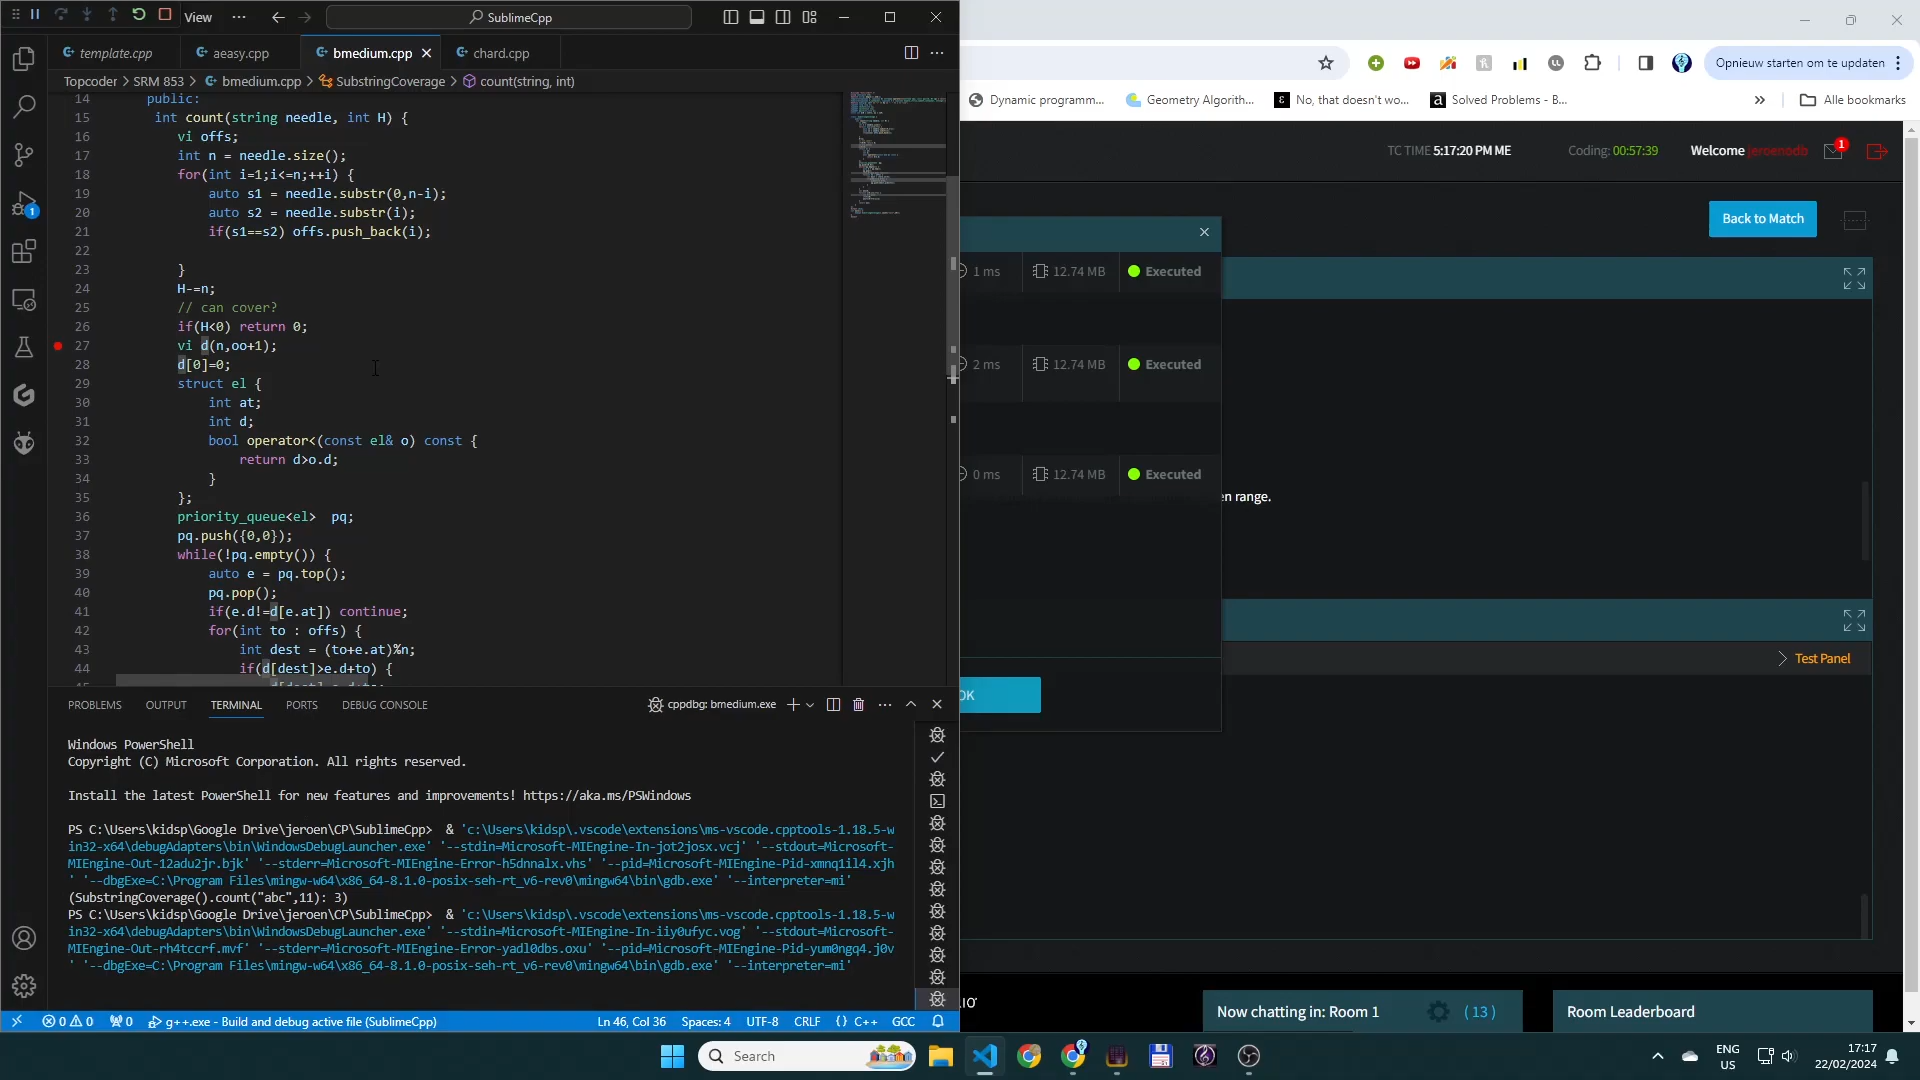 View
SublimeCpp
template.cpp
aeasy.cpp
bmedium.cpp
chard.cpp
Topcoder > SRM 853 > bmedium.cpp > SubstringCoverage > count(string, int)
14 public:
15 int count(string needle, int H) {
16 vi offs;
17 int n = needle.size();
18 for(int i=1;i<=n;++i) {
19 auto s1 = needle.substr(0,n-i);
20 auto s2 = needle.substr(i);
21 if(s1==s2) offs.push_back(i);
22
23 }
24 H-=n;
25 // can cover?
26 if(H<0) return 0;
27 vi d(n,oo+1);
28 d[0]=0;
29 struct el {
30 int at;
31 int d;
32 bool operator<(const el& o) const {
33 return d>o.d;
34 }
35 };
36 priority_queue<el> pq;
37 pq.push({0,0});
38 while(!pq.empty()) {
39 auto e = pq.top();
40 pq.pop();
41 if(e.d!=d[e.at]) continue;
42 for(int to : offs) {
43 int dest = (to+e.at)%n;
44 if(d[dest]>e.d+to) {
PROBLEMS
OUTPUT
TERMINAL
PORTS
DEBUG CONSOLE
cppdbg: bmedium.exe
Windows PowerShell
Copyright (C) Microsoft Corporation. All rights reserved.
Install the latest PowerShell for new features and improvements! https://aka.ms/PSWindows
PS C:\Users\kidsp\Google Drive\jeroen\CP\SublimeCpp> & 'c:\Users\kidsp\.vscode\extensions\ms-vscode.cpptools-1.18.5-w
in32-x64\debugAdapters\bin\WindowsDebugLauncher.exe' '--stdin=Microsoft-MIEngine-In-jot2josx.vcj' '--stdout=Microsoft-
MIEngine-Out-12adu2jr.bjk' '--stderr=Microsoft-MIEngine-Error-h5dnnalx.vhs' '--pid=Microsoft-MIEngine-Pid-xmnq1il4.xjh
' '--dbgExe=C:\Program Files\mingw-w64\x86_64-8.1.0-posix-seh-rt_v6-rev0\mingw64\bin\gdb.exe' '--interpreter=mi'
(SubstringCoverage().count("abc",11): 3)
PS C:\Users\kidsp\Google Drive\jeroen\CP\SublimeCpp> & 'c:\Users\kidsp\.vscode\extensions\ms-vscode.cpptools-1.18.5-w
in32-x64\debugAdapters\bin\WindowsDebugLauncher.exe' '--stdin=Microsoft-MIEngine-In-iiy0ufyc.vog' '--stdout=Microsoft-
MIEngine-Out-rh4tccrf.mvf' '--stderr=Microsoft-MIEngine-Error-yadl0dbs.oxu' '--pid=Microsoft-MIEngine-Pid-yum0ngq4.j0v
' '--dbgExe=C:\Program Files\mingw-w64\x86_64-8.1.0-posix-seh-rt_v6-rev0\mingw64\bin\gdb.exe' '--interpreter=mi'
0 0
0
g++.exe - Build and debug active file (SublimeCpp)
Ln 46, Col 36
Spaces: 4
UTF-8
CRLF
{} C++
GCC
Opnieuw starten om te updaten
Dynamic programm...
Geometry Algorith...
No, that doesn't wo...
Solved Problems - B...
Alle bookmarks
TC TIME 5:17:20 PM ME
Coding: 00:57:39
Welcome jeroenodb
1
Back to Match
1 ms
12.74 MB
Executed
2 ms
12.74 MB
Executed
0 ms
12.74 MB
Executed
en range.
OK
Test Panel
Now chatting in: Room 1
( 13 )
Room Leaderboard
Search
ENG
US
17:17
22/02/2024